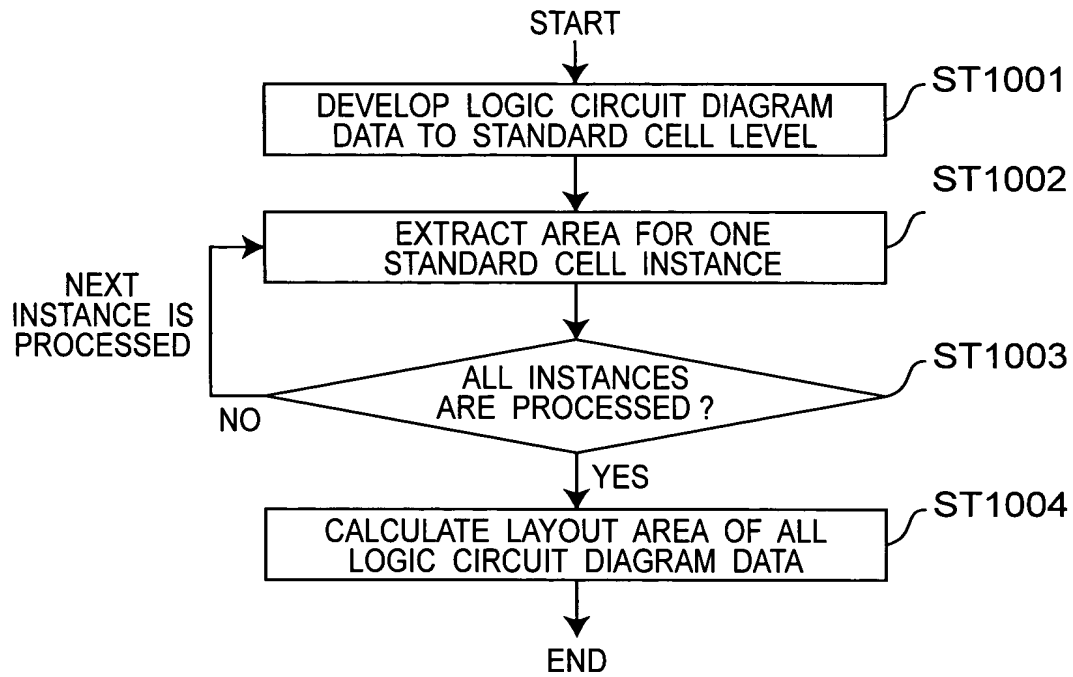 START
DEVELOP LOGIC CIRCUIT DIAGRAM
DATA TO STANDARD CELL LEVEL
ST1001
ST1002
EXTRACT AREA FOR ONE
STANDARD CELL INSTANCE
NEXT
INSTANCE IS
PROCESSED
ALL INSTANCES
ARE PROCESSED ?
ST1003
NO
YES
CALCULATE LAYOUT AREA OF ALL
LOGIC CIRCUIT DIAGRAM DATA
ST1004
END